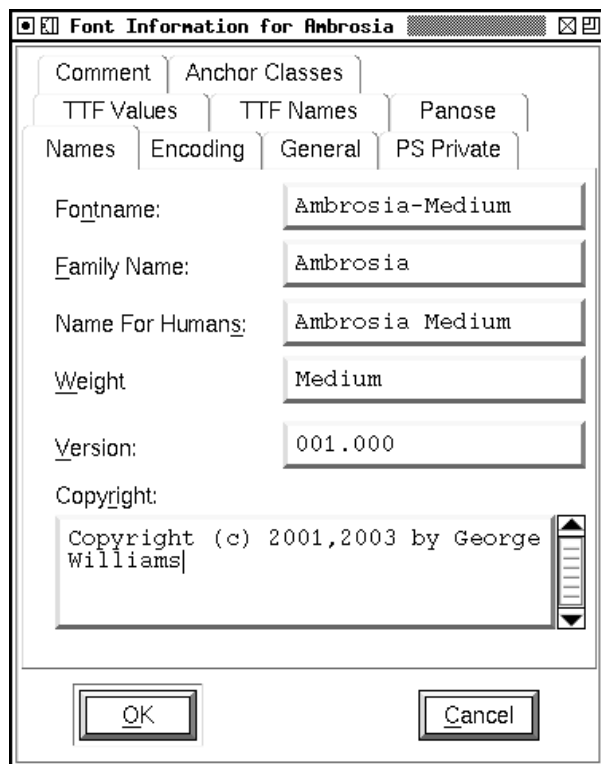 Font Information for Ambrosia
Comment Anchor Classes
TTF Values TTF Names Panose
Names Encoding General PS Private
Fontname: Ambrosia-Medium
Family Name: Ambrosia
Name For Humans: Ambrosia Medium
Weight Medium
Version: 001.000
Copyright:
Copyright (c) 2001,2003 by George
Williams
OK Cancel